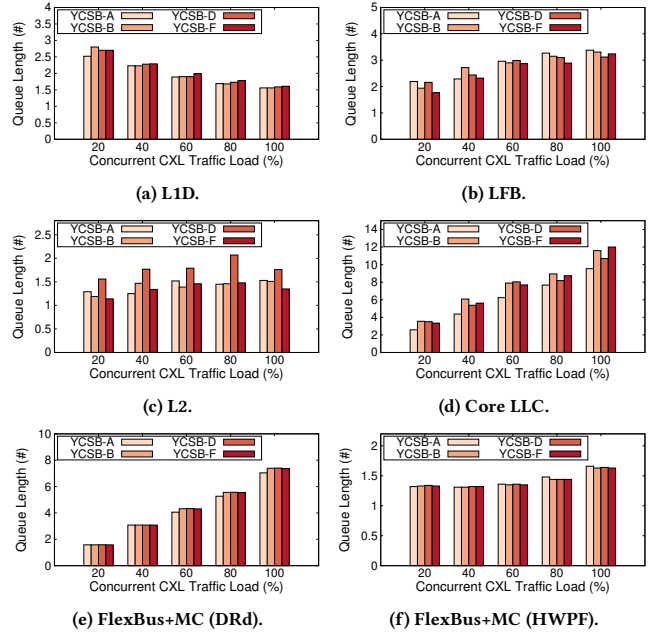 YCSB-A YCSB-D
YCSB-B YCSB-F
Queue Length (#)
4
3.5
3
2.5
2
1.5
1
0.5
0
20 40 60 80 100
Concurrent CXL Traffic Load (%)
(a) L1D.
YCSB-A YCSB-D
YCSB-B YCSB-F
Queue Length (#)
5
4
3
2
1
0
20 40 60 80 100
Concurrent CXL Traffic Load (%)
(b) LFB.
YCSB-A YCSB-D
YCSB-B YCSB-F
Queue Length (#)
2.5
2
1.5
1
0.5
0
20 40 60 80 100
Concurrent CXL Traffic Load (%)
(c) L2.
YCSB-A YCSB-D
YCSB-B YCSB-F
Queue Length (#)
14
12
10
8
6
4
2
0
20 40 60 80 100
Concurrent CXL Traffic Load (%)
(d) Core LLC.
YCSB-A YCSB-D
YCSB-B YCSB-F
Queue Length (#)
10
8
6
4
2
0
20 40 60 80 100
Concurrent CXL Traffic Load (%)
(e) FlexBus+MC (DRd).
YCSB-A YCSB-D
YCSB-B YCSB-F
Queue Length (#)
2
1.5
1
0.5
0
20 40 60 80 100
Concurrent CXL Traffic Load (%)
(f) FlexBus+MC (HWPF).